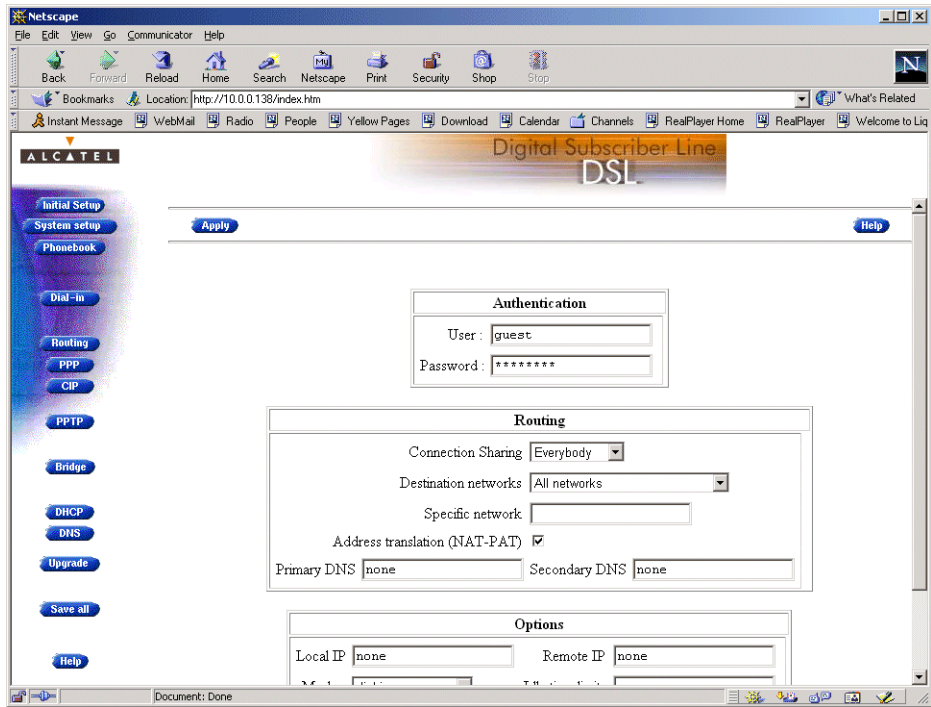 Netscape
File Edit View Go Communicator Help
Back Forward Reload Home Search Netscape Print Security Shop Stop
My
N
Bookmarks Location: http://10.0.0.138/index.htm What's Related
Instant Message WebMail Radio People Yellow Pages Download Calendar Channels RealPlayer Home RealPlayer Welcome to Liq
ALCATEL
Digital Subscriber Line
DSL
Initial Setup
System setup
Phonebook
Dial-in
Routing
PPP
CIP
PPTP
Bridge
DHCP
DNS
Upgrade
Save all
Help
Apply Help
Authentication
User : guest
Password : ********
Routing
Connection Sharing Everybody
Destination networks All networks
Specific network
Address translation (NAT-PAT)
Primary DNS none Secondary DNS none
Options
Local IP none Remote IP none
Document: Done